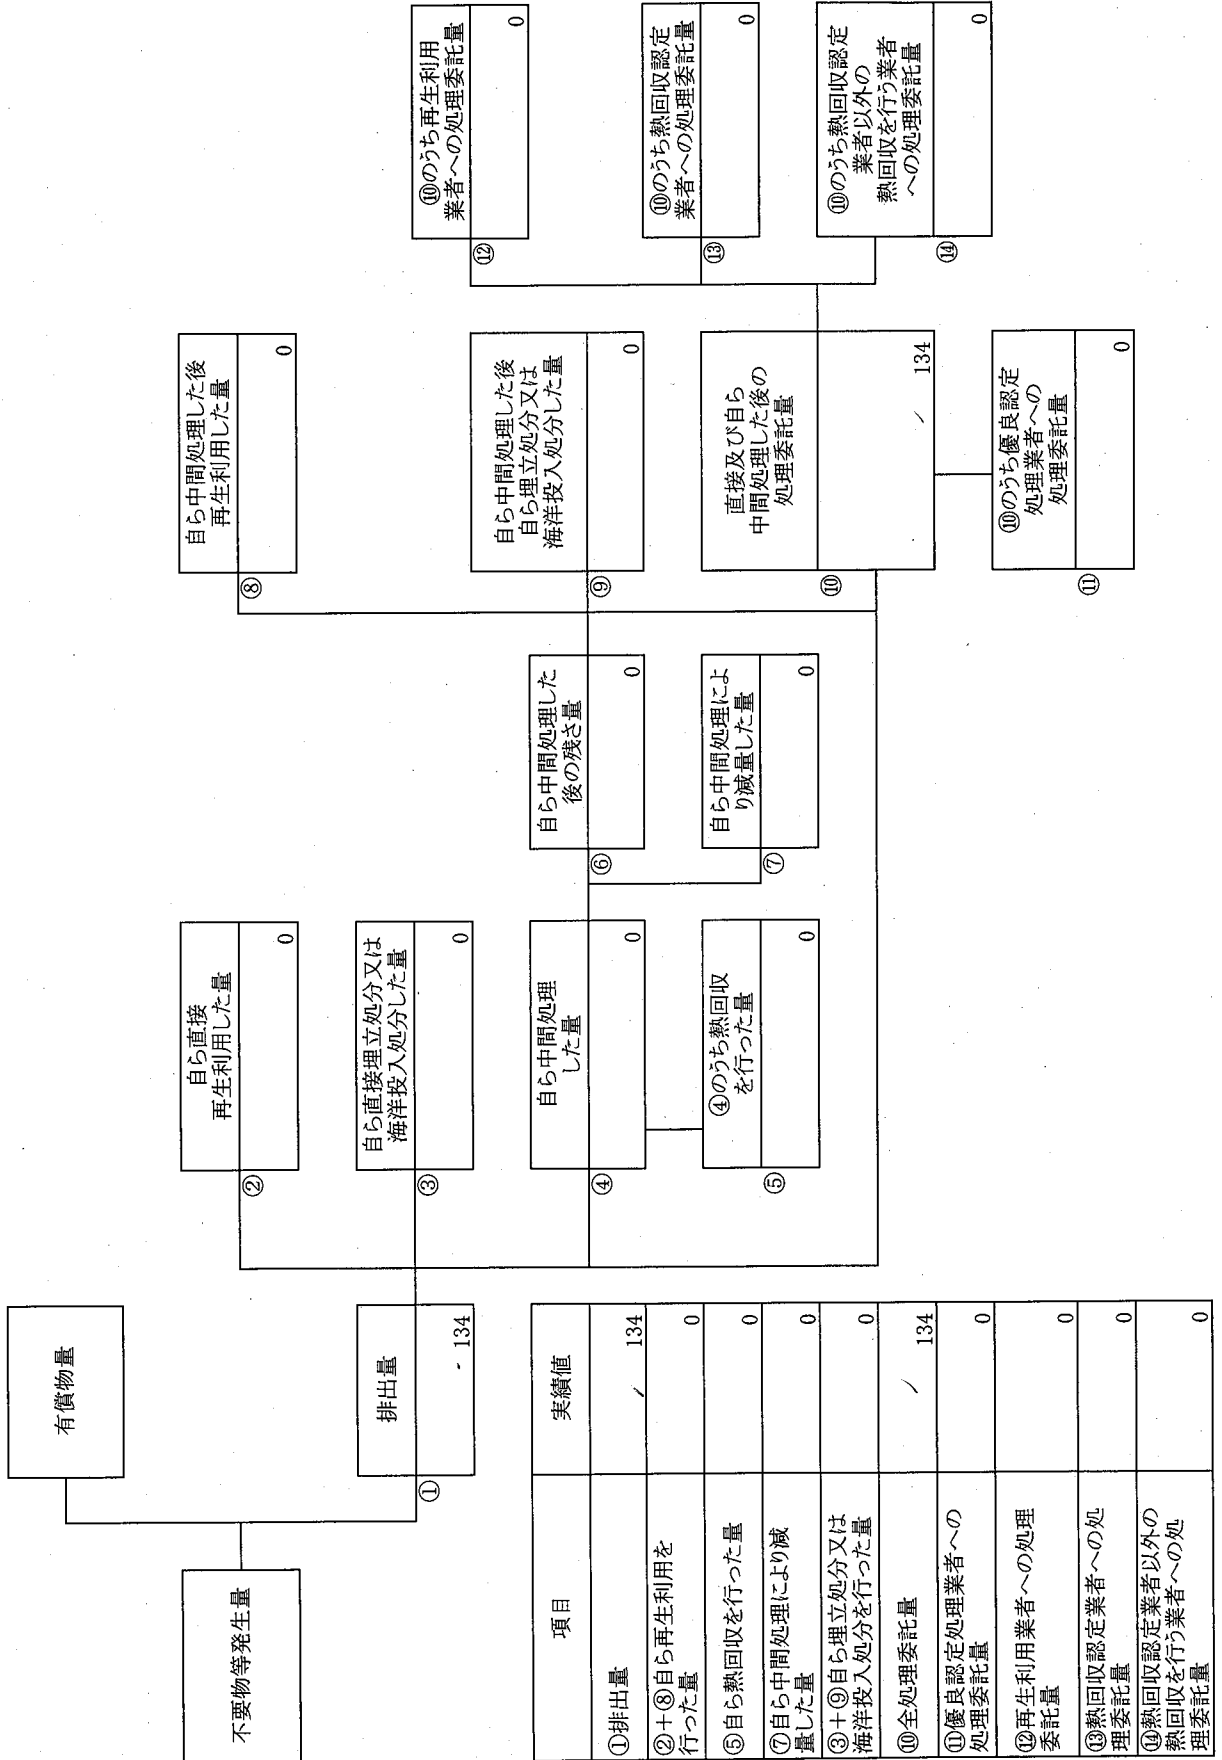 不要物等発生量
有償物量
排出量
①
134
自ら直接
再生利用した量
②
0
自ら直接埋立処分又は
海洋投入処分した量
③
0
自ら中間処理
した量
④
0
④のうち熱回収
を行った量
⑤
0
自ら中間処理した
後の残さ量
⑥
0
自ら中間処理によ
り減量した量
⑦
0
自ら中間処理した後
再生利用した量
⑧
0
自ら中間処理した後
自ら埋立処分又は
海洋投入処分した量
⑨
0
直接及び自ら
中間処理した後の
処理委託量
⑩
134
⑩のうち優良認定
処理業者への
処理委託量
⑪
0
⑩のうち再生利用
業者への処理委託量
⑫
0
⑩のうち熱回収認定
業者への処理委託量
⑬
0
⑩のうち熱回収認定
業者以外の
熱回収を行う業者
への処理委託量
⑭
0
項目
実績値
①排出量
134
②+⑧自ら再生利用を
行った量
0
⑤自ら熱回収を行った量
0
⑦自ら中間処理により減
量した量
0
③+⑨自ら埋立処分又は
海洋投入処分を行った量
0
⑩全処理委託量
134
⑪優良認定処理業者への
処理委託量
0
⑫再生利用業者への処理
委託量
0
⑬熱回収認定業者への処
理委託量
0
⑭熱回収認定業者以外の
熱回収を行う業者への処
理委託量
0